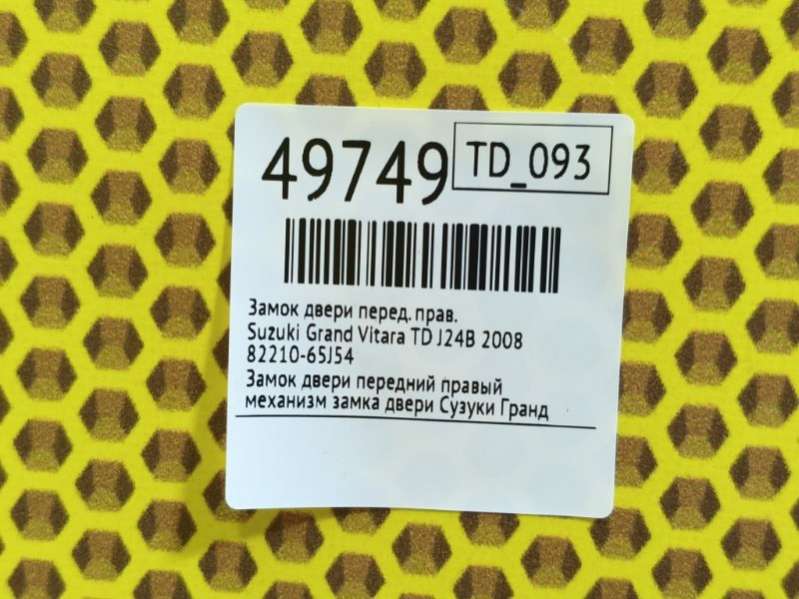 49749 TD_093
Замок двери перед. прав.
Suzuki Grand Vitara TD J24B 2008
82210-65J54
Замок двери передний правый
механизм замка двери Сузуки Гранд